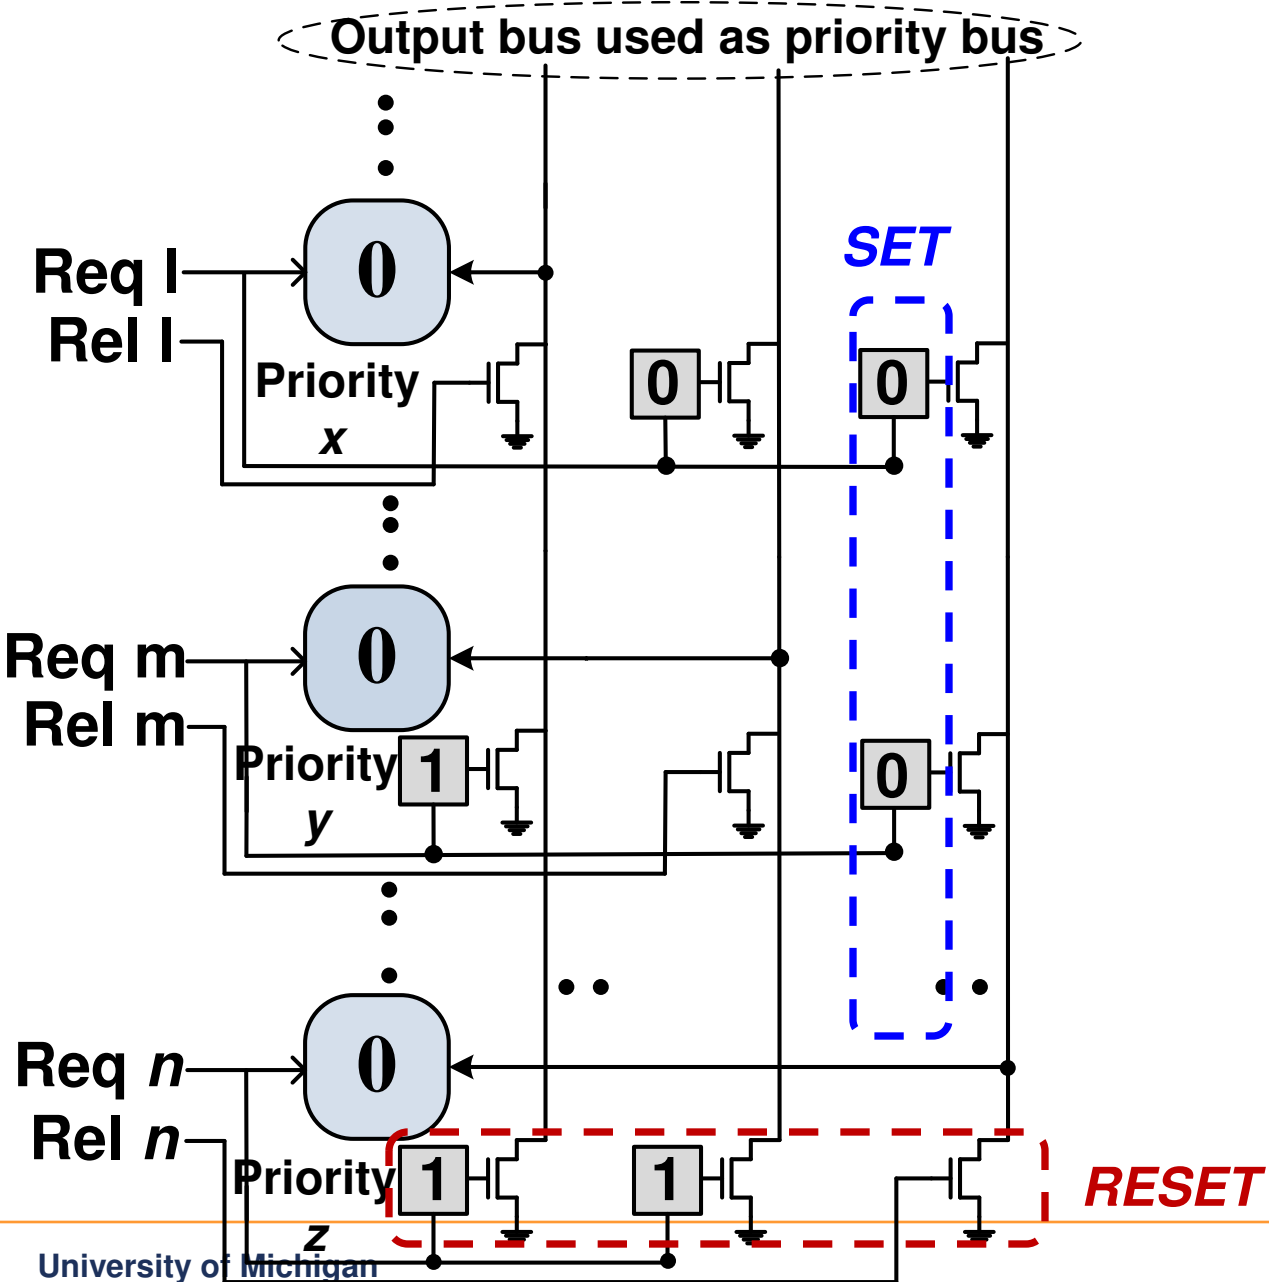 Output bus used as priority bus
SET
Req l
0
Rel l
Priority
x
0
0
Req m
0
Rel m
Priority
y
1
0
Req n
0
Rel n
Priority
z
1
1
RESET
University of Michigan